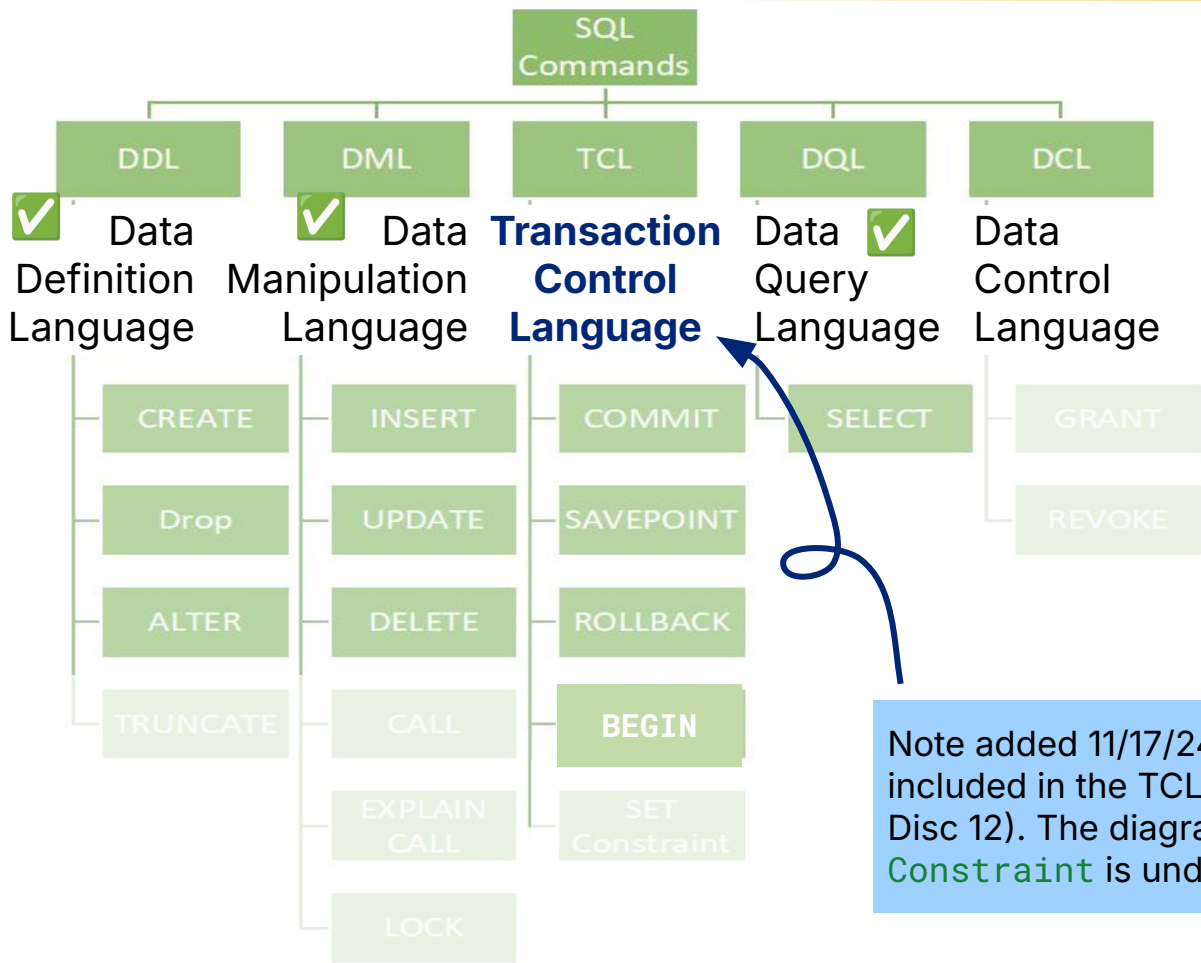 SQL
Commands
DDL
DML
TCL
DQL
DCL
Data
Definition
Language
Data
Manipulation
Language
Transaction
Control
Language
Data
Query
Language
Data
Control
Language
CREATE
INSERT
COMMIT
SELECT
GRANT
Drop
UPDATE
SAVEPOINT
REVOKE
ALTER
DELETE
ROLLBACK
TRUNCATE
CALL
BEGIN
EXPLAIN
CALL
SET
Constraint
LOCK
Note added 11/17/24
included in the TCL
Disc 12). The diagra
Constraint is und